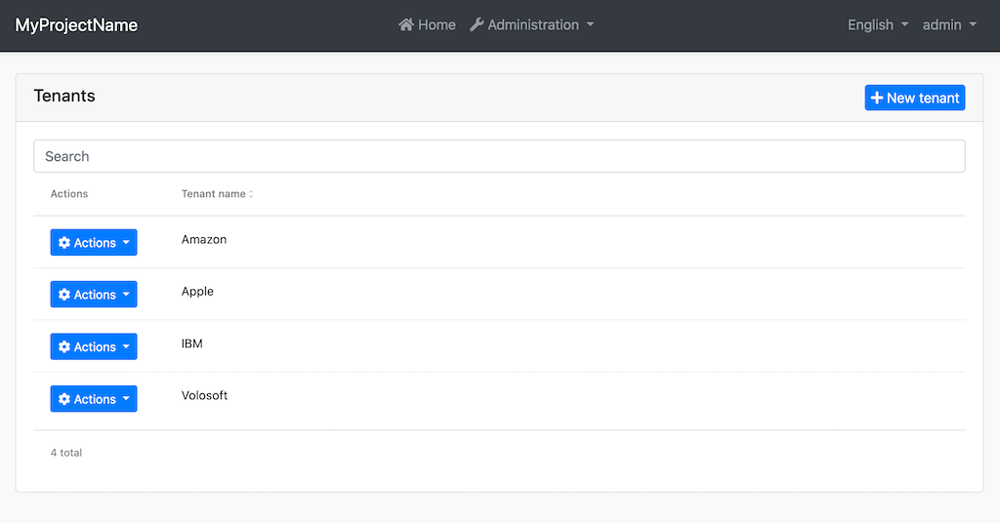 MyProjectName Home Administration English admin
Tenants New tenant
Search
Actions Tenant name
Actions Amazon
Actions Apple
Actions IBM
Actions Volosoft
4 total